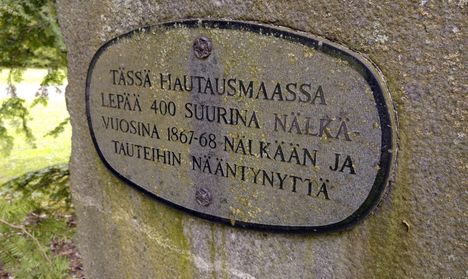 TÄSSÄ HAUTAUSMAASSA
LEPÄÄ 400 SUURINA NÄLKÄ-
VUOSINA 1867-68 NÄLKÄÄN JA
TAUTEIHIN NÄÄNTYNYTTÄ